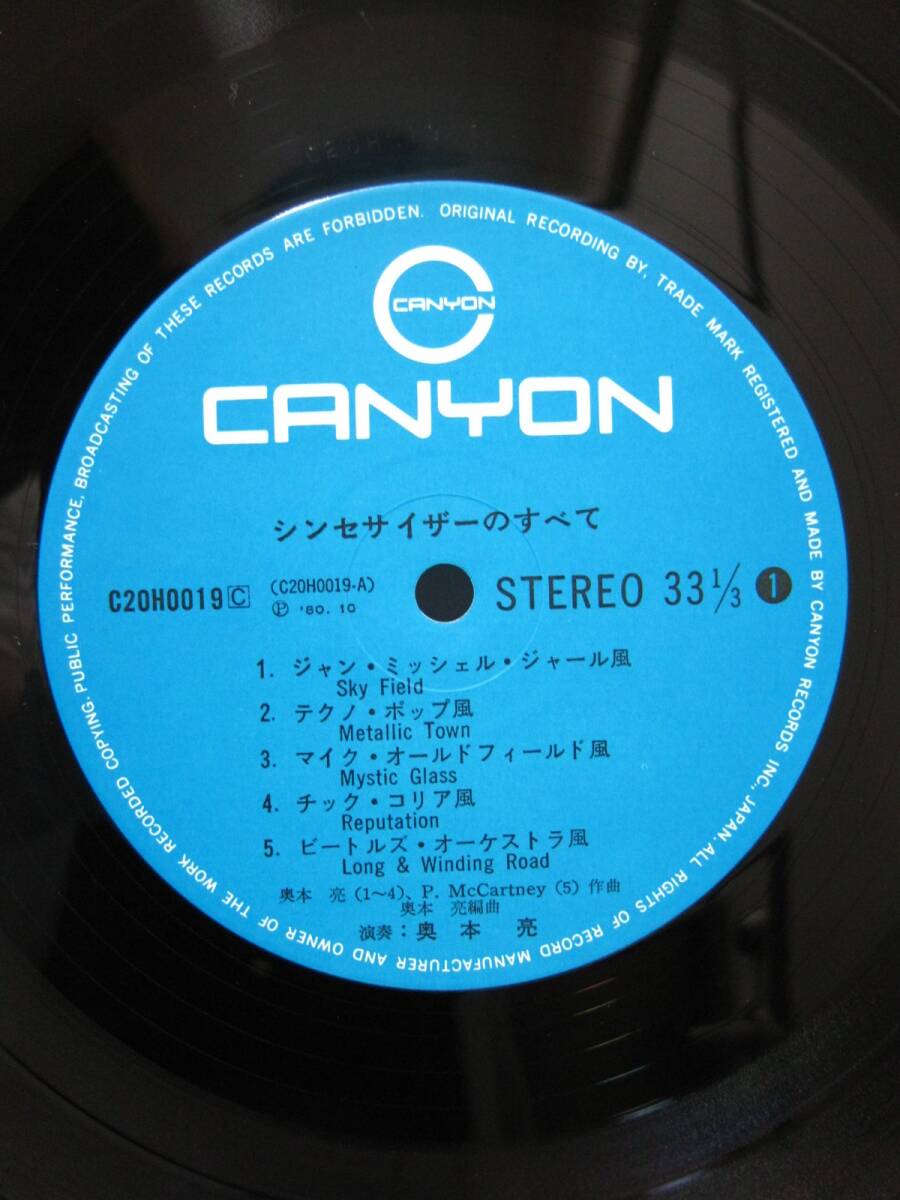 CANYON
CANYON
シンセサイザーのすべて
C20H0019 C (C20H0019-A) STEREO 33 1/3 1
Ⓟ '80. 10
1. ジャン・ミッシェル・ジャール風
Sky Field
2. テクノ・ポップ風
Metallic Town
3. マイク・オールドフィールド風
Mystic Glass
4. チック・コリア風
Reputation
5. ビートルズ・オーケストラ風
Long & Winding Road
奥本 亮 (1〜4)、P. McCartney (5) 作曲
奥本 亮編曲
演奏：奥 本 亮
ORIGINAL RECORDING BY, TRADE MARK REGISTERED AND MADE BY CANYON RECORDS INC., JAPAN. ALL RIGHTS OF RECORD MANUFACTURER AND OWNER OF THE WORK RECORDED COPYING, PUBLIC PERFORMANCE, BROADCASTING OF THESE RECORDS ARE FORBIDDEN.